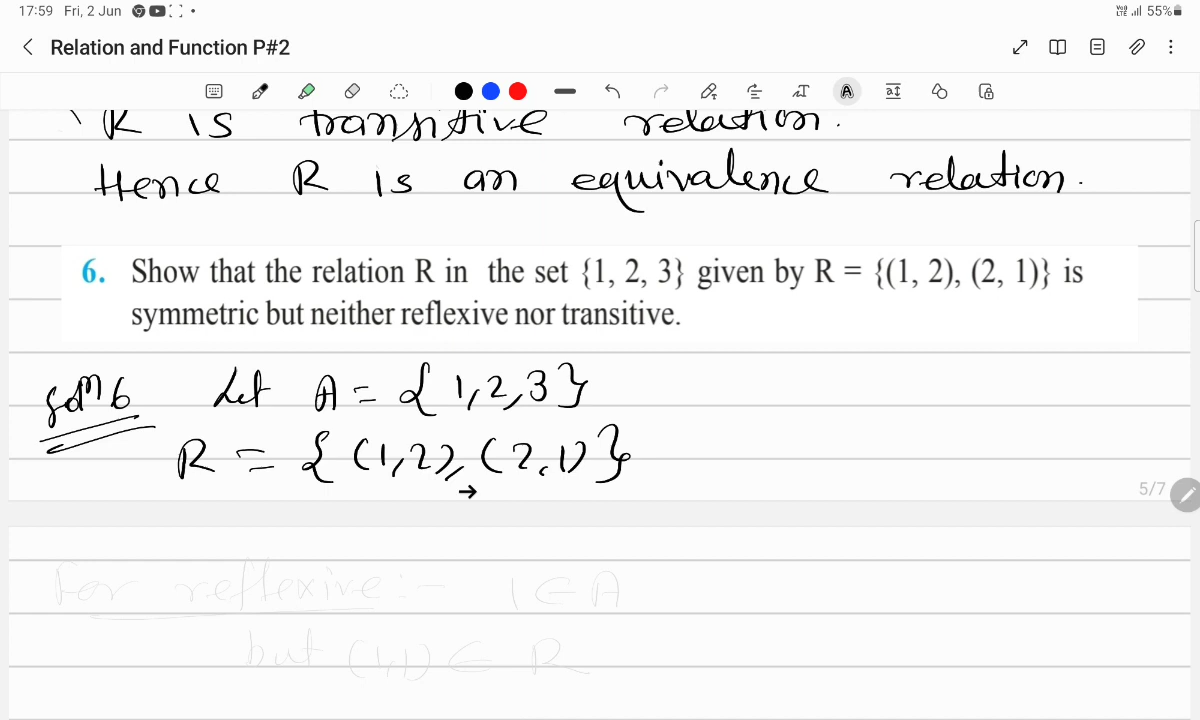 17:59 Fri, 2 Jun 55%
Relation and Function P#2
R is transitive relation.
Hence R is an equivalence relation.
6. Show that the relation R in the set {1, 2, 3} given by R = {(1, 2), (2, 1)} is
symmetric but neither reflexive nor transitive.
Soln 6 Let A = { 1,2,3}
R = { (1,2), (2,1)}
5/7
For reflexive:- 1 ∈ A
but (1,1) ∈ R